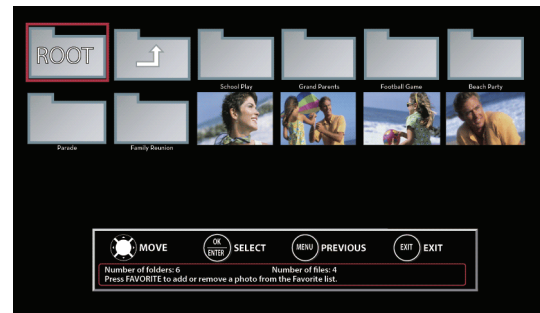 ROOT
School Play Grand Parents Football Game Beach Party
Parade Family Reunion
MOVE OK ENTER SELECT MENU PREVIOUS EXIT EXIT
Number of folders: 6 Number of files: 4
Press FAVORITE to add or remove a photo from the Favorite list.